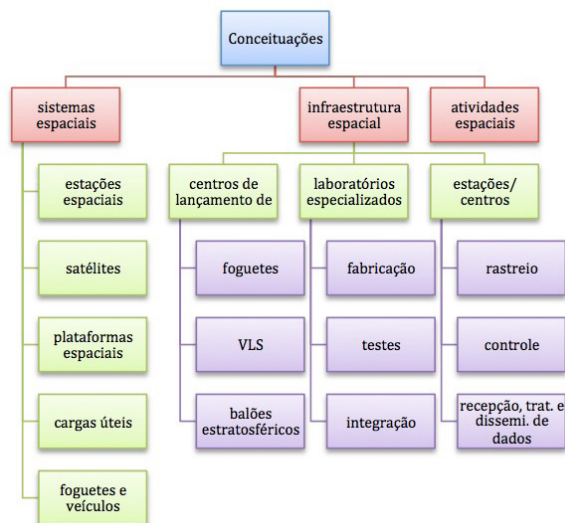 Conceituações
sistemas
espaciais
infraestrutura
espacial
atividades
espaciais
estações
espaciais
satélites
plataformas
espaciais
cargas úteis
foguetes e
veículos
centros de
lançamento de
foguetes
VLS
balões
estratosféricos
laboratórios
especializados
fabricação
testes
integração
estações/
centros
rastreio
controle
recepção, trat. e
dissemi. de
dados